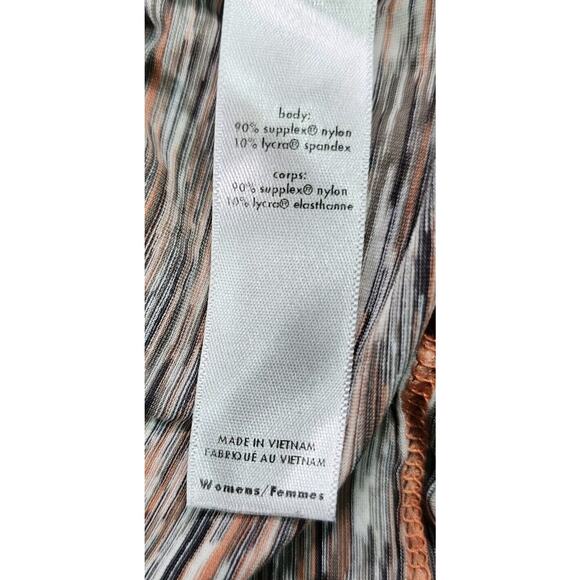 body:
90% supplex® nylon
10% lycra® spandex
corps:
90% supplex® nylon
10% lycra® elasthanne
MADE IN VIETNAM
FABRIQUÉ AU VIETNAM
Womens/Femmes